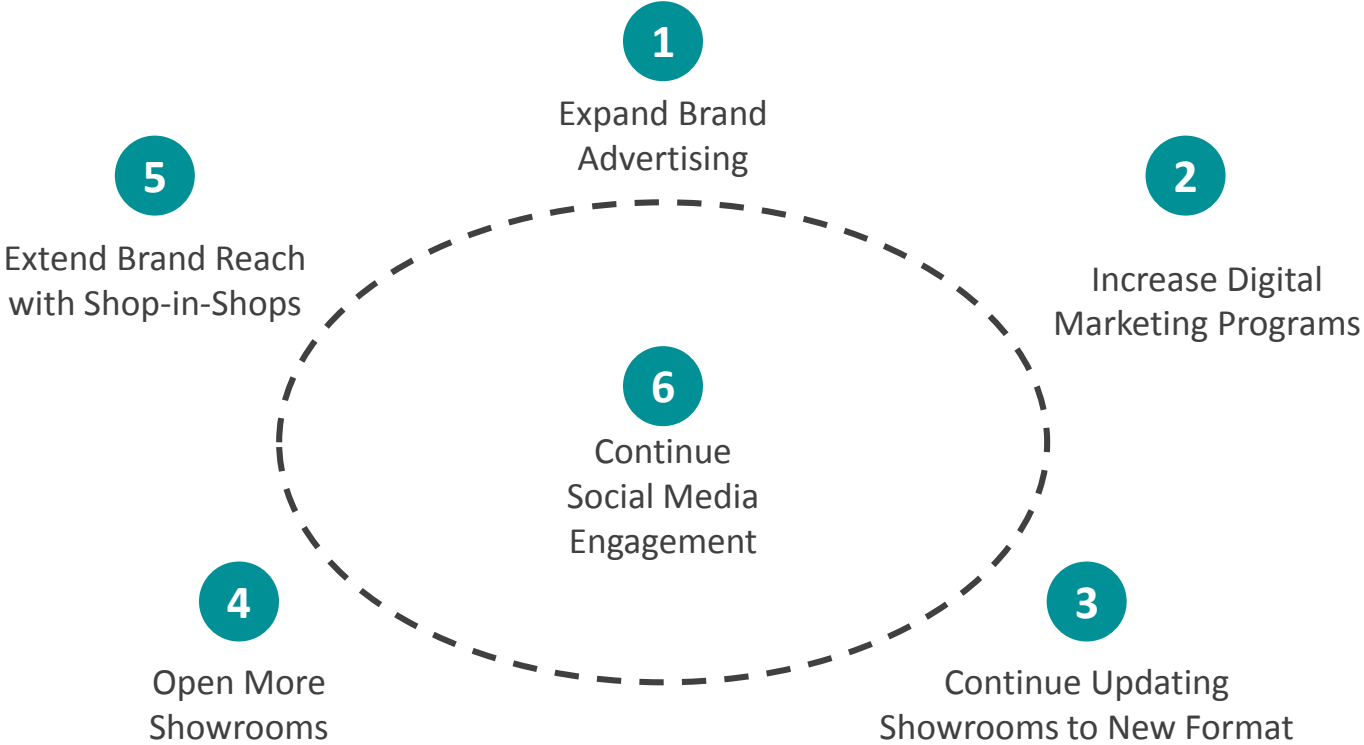 1
Expand Brand
Advertising
2
Increase Digital
Marketing Programs
3
Continue Updating
Showrooms to New Format
4
Open More
Showrooms
5
Extend Brand Reach
with Shop-in-Shops
6
Continue
Social Media
Engagement